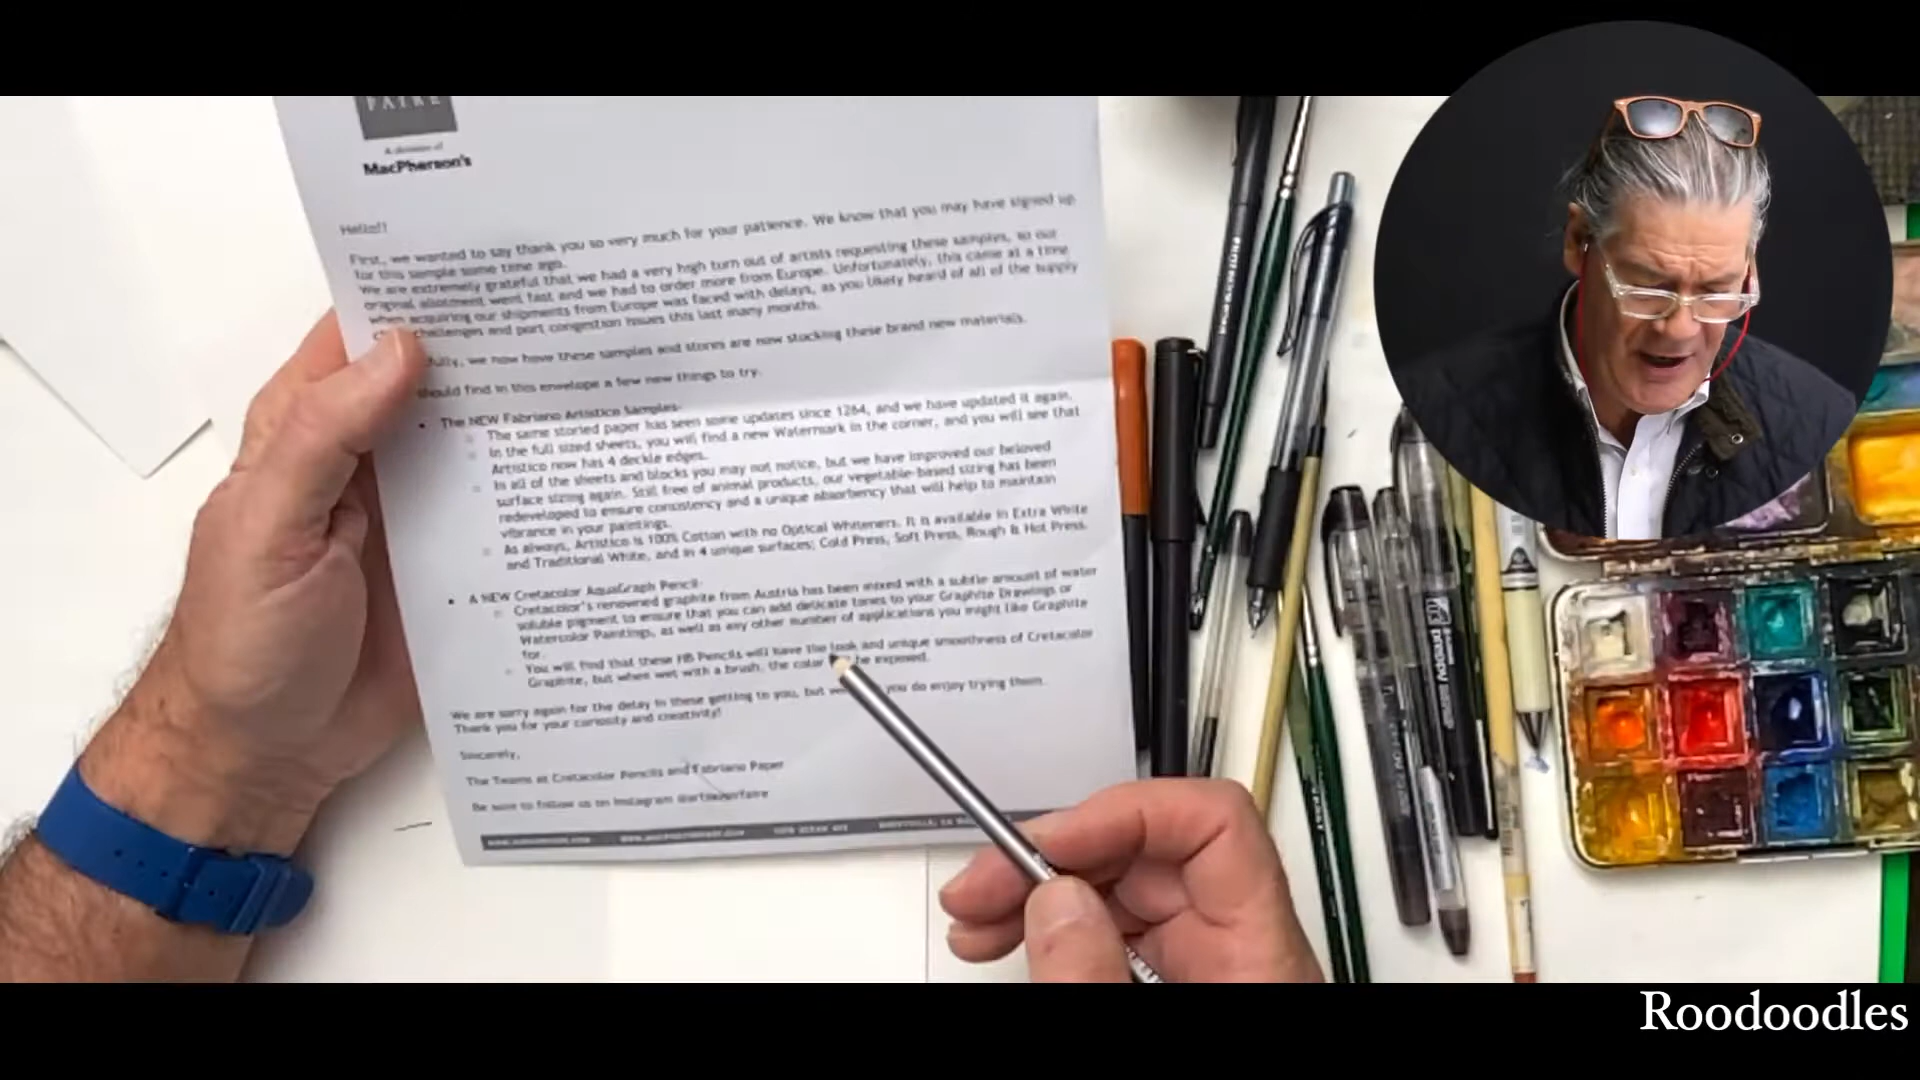 FAIRE
A division of
MacPherson's
Hello!!
First, we wanted to say thank you so very much for your patience. We know that you may have signed up
for this sample some time ago.
We are extremely grateful that we had a very high turn out of artists requesting these samples, so our
original allotment went fast and we had to order more from Europe. Unfortunately, this came at a time
when acquiring our shipments from Europe was faced with delays, as you likely heard of all of the supply
challenges and port congestion issues this last many months.
fully, we now have these samples and stores are now stocking these brand new materials.
should find in this envelope a few new things to try.
• The NEW Fabriano Artistico Samples-
The same storied paper has seen some updates since 1264, and we have updated it again.
In the full sized sheets, you will find a new Watermark in the corner, and you will see that
Artistico now has 4 deckle edges.
In all of the sheets and blocks you may not notice, but we have improved our beloved
surface sizing again. Still free of animal products, our vegetable-based sizing has been
redeveloped to ensure consistency and a unique absorbency that will help to maintain
vibrance in your paintings.
As always, Artistico is 100% Cotton with no Optical Whiteners. It is available in Extra White
and Traditional White, and in 4 unique surfaces; Cold Press, Soft Press, Rough & Hot Press.
• A NEW Cretacolor AquaGraph Pencil-
Cretacolor's renowned graphite from Austria has been mixed with a subtle amount of water
soluble pigment to ensure that you can add delicate tones to your Graphite Drawings or
Watercolor Paintings, as well as any other number of applications you might like Graphite
for.
You will find that these HB Pencils will have the look and unique smoothness of Cretacolor
Graphite, but when wet with a brush, the color be exposed.
We are sorry again for the delay in these getting to you, but we you do enjoy trying them.
Thank you for your curiosity and creativity!
Sincerely,
The Teams at Cretacolor Pencils and Fabriano Paper
Be sure to follow us on Instagram
preppy
Roodoodles